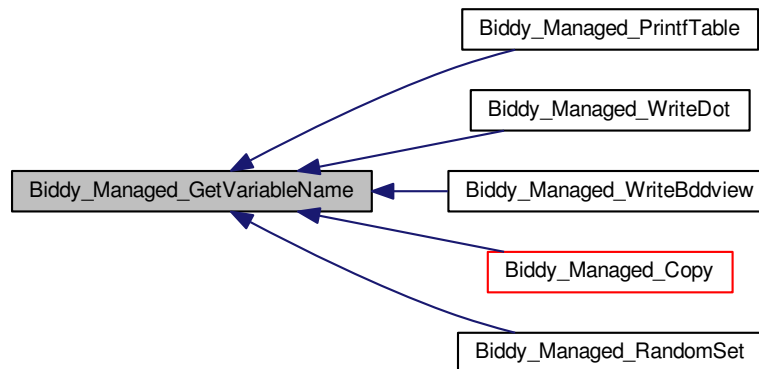 Biddy_Managed_PrintfTable
Biddy_Managed_WriteDot
Biddy_Managed_GetVariableName
Biddy_Managed_WriteBddview
Biddy_Managed_Copy
Biddy_Managed_RandomSet